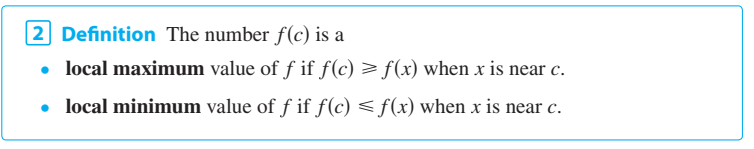 2 Definition The number f(c) is a
• local maximum value of f if f(c) ⩾ f(x) when x is near c.
• local minimum value of f if f(c) ⩽ f(x) when x is near c.